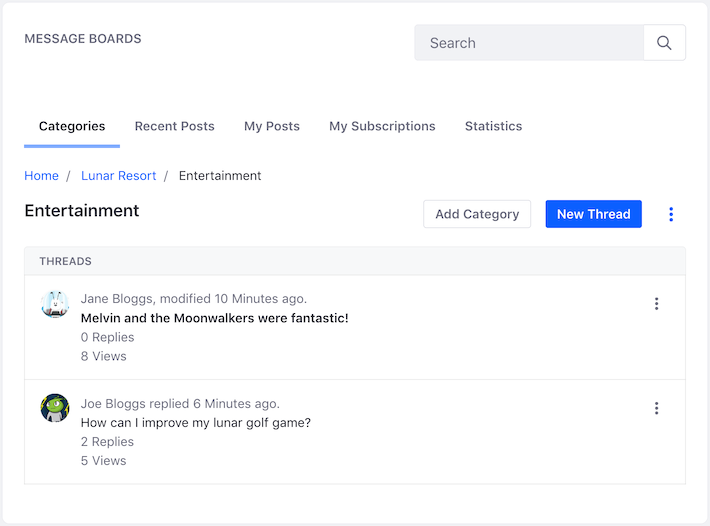 MESSAGE BOARDS
Search
Categories Recent Posts My Posts My Subscriptions Statistics
Home / Lunar Resort / Entertainment
Entertainment
Add Category New Thread
THREADS
Jane Bloggs, modified 10 Minutes ago.
Melvin and the Moonwalkers were fantastic!
0 Replies
8 Views
Joe Bloggs replied 6 Minutes ago.
How can I improve my lunar golf game?
2 Replies
5 Views